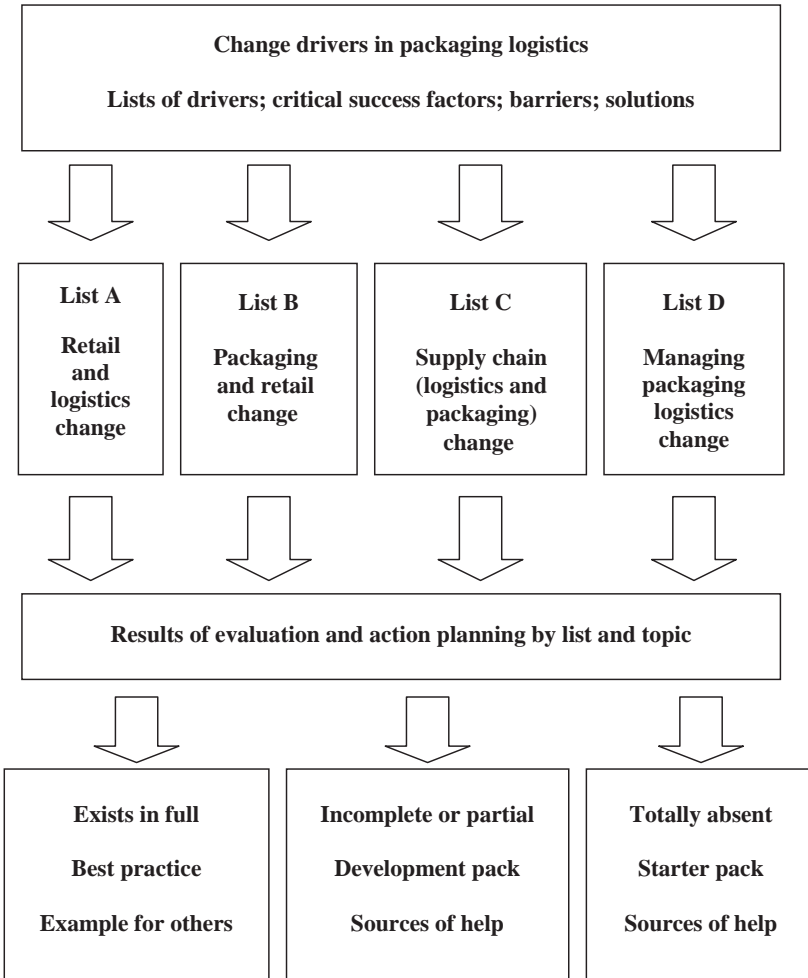 Change drivers in packaging logistics
Lists of drivers; critical success factors; barriers; solutions
List A
Retail
and
logistics
change
List B
Packaging
and retail
change
List C
Supply chain
(logistics and
packaging)
change
List D
Managing
packaging
logistics
change
Results of evaluation and action planning by list and topic
Exists in full
Best practice
Example for others
Incomplete or partial
Development pack
Sources of help
Totally absent
Starter pack
Sources of help